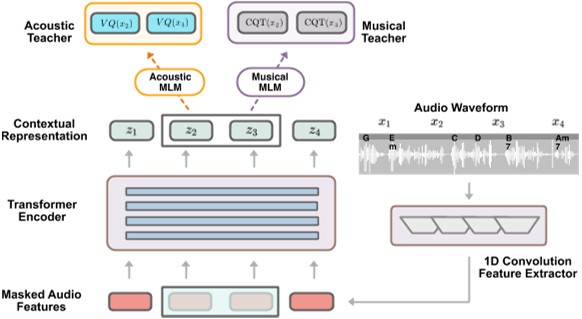 Acoustic
Teacher
VQ(x₂) VQ(x₃)
CQT(x₂) CQT(x₃)
Musical
Teacher
Acoustic
MLM
Musical
MLM
Contextual
Representation
z₁ z₂ z₃ z₄
Audio Waveform
x₁ x₂ x₃ x₄
G E C D B Am
m 7 7
Transformer
Encoder
1D Convolution
Feature Extractor
Masked Audio
Features